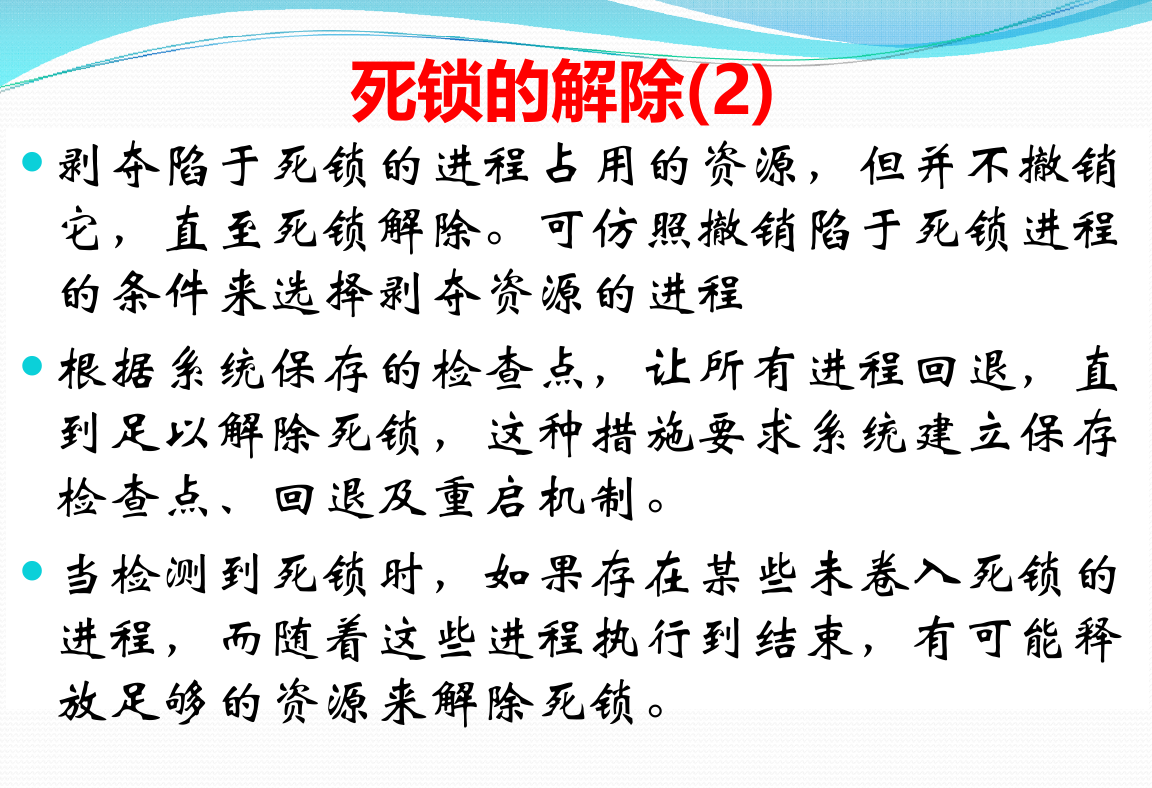 死锁的解除(2)
剥夺陷于死锁的进程占用的资源，但并不撤销
它，直至死锁解除。可仿照撤销陷于死锁进程
的条件来选择剥夺资源的进程
根据系统保存的检查点，让所有进程回退，直
到足以解除死锁，这种措施要求系统建立保存
检查点、回退及重启机制。
当检测到死锁时，如果存在某些未卷入死锁的
进程，而随着这些进程执行到结束，有可能释
放足够的资源来解除死锁。